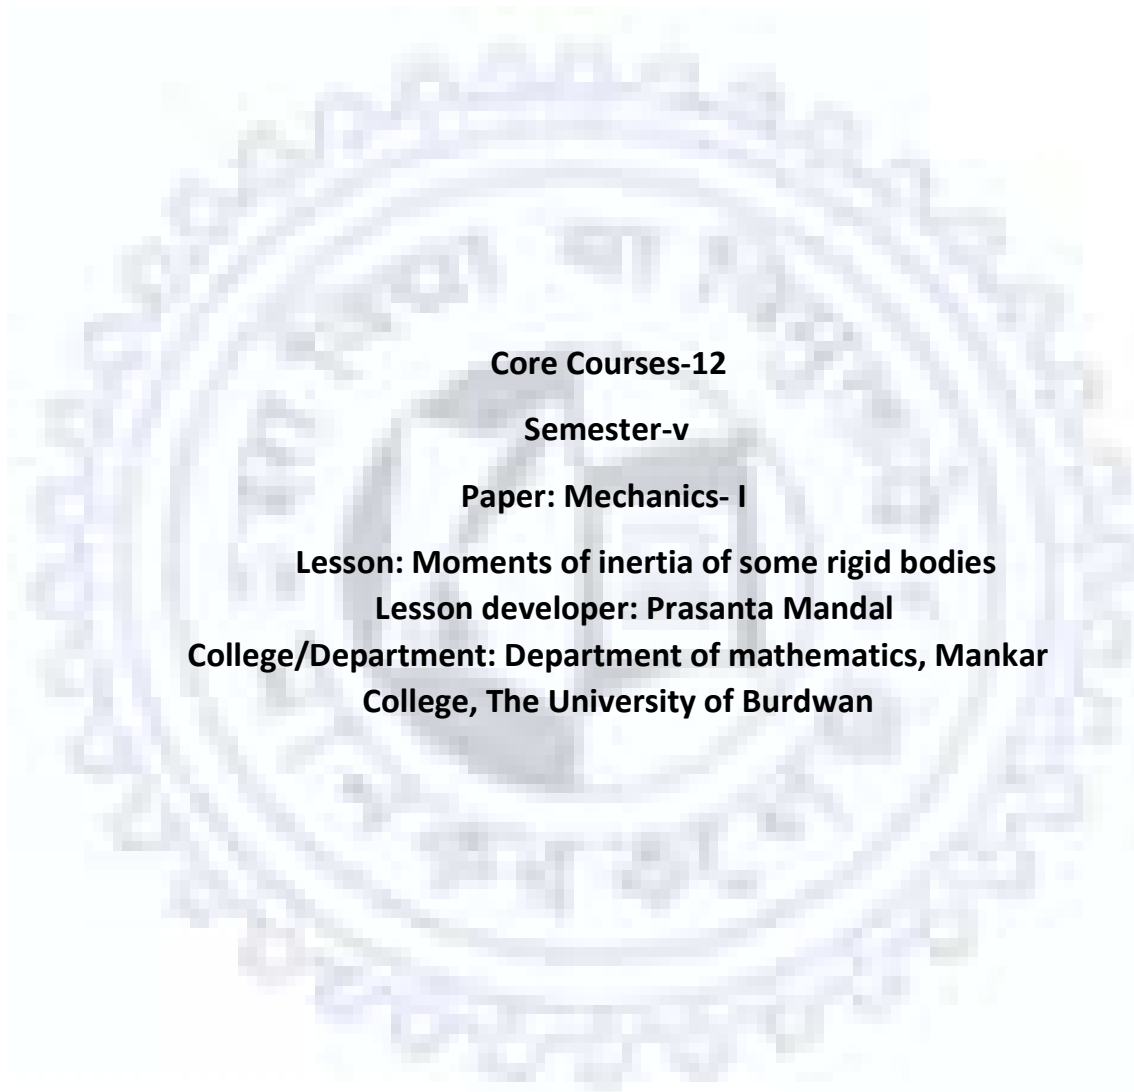 Core Courses-12
Semester-v
Paper: Mechanics- I
Lesson: Moments of inertia of some rigid bodies
Lesson developer: Prasanta Mandal
College/Department: Department of mathematics, Mankar
College, The University of Burdwan